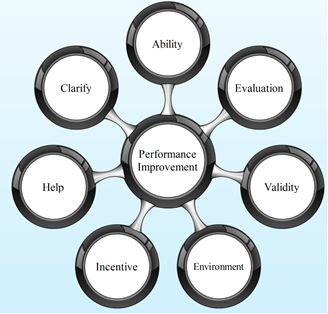 Ability
Clarify
Evaluation
Performance
Improvement
Help
Validity
Incentive
Environment